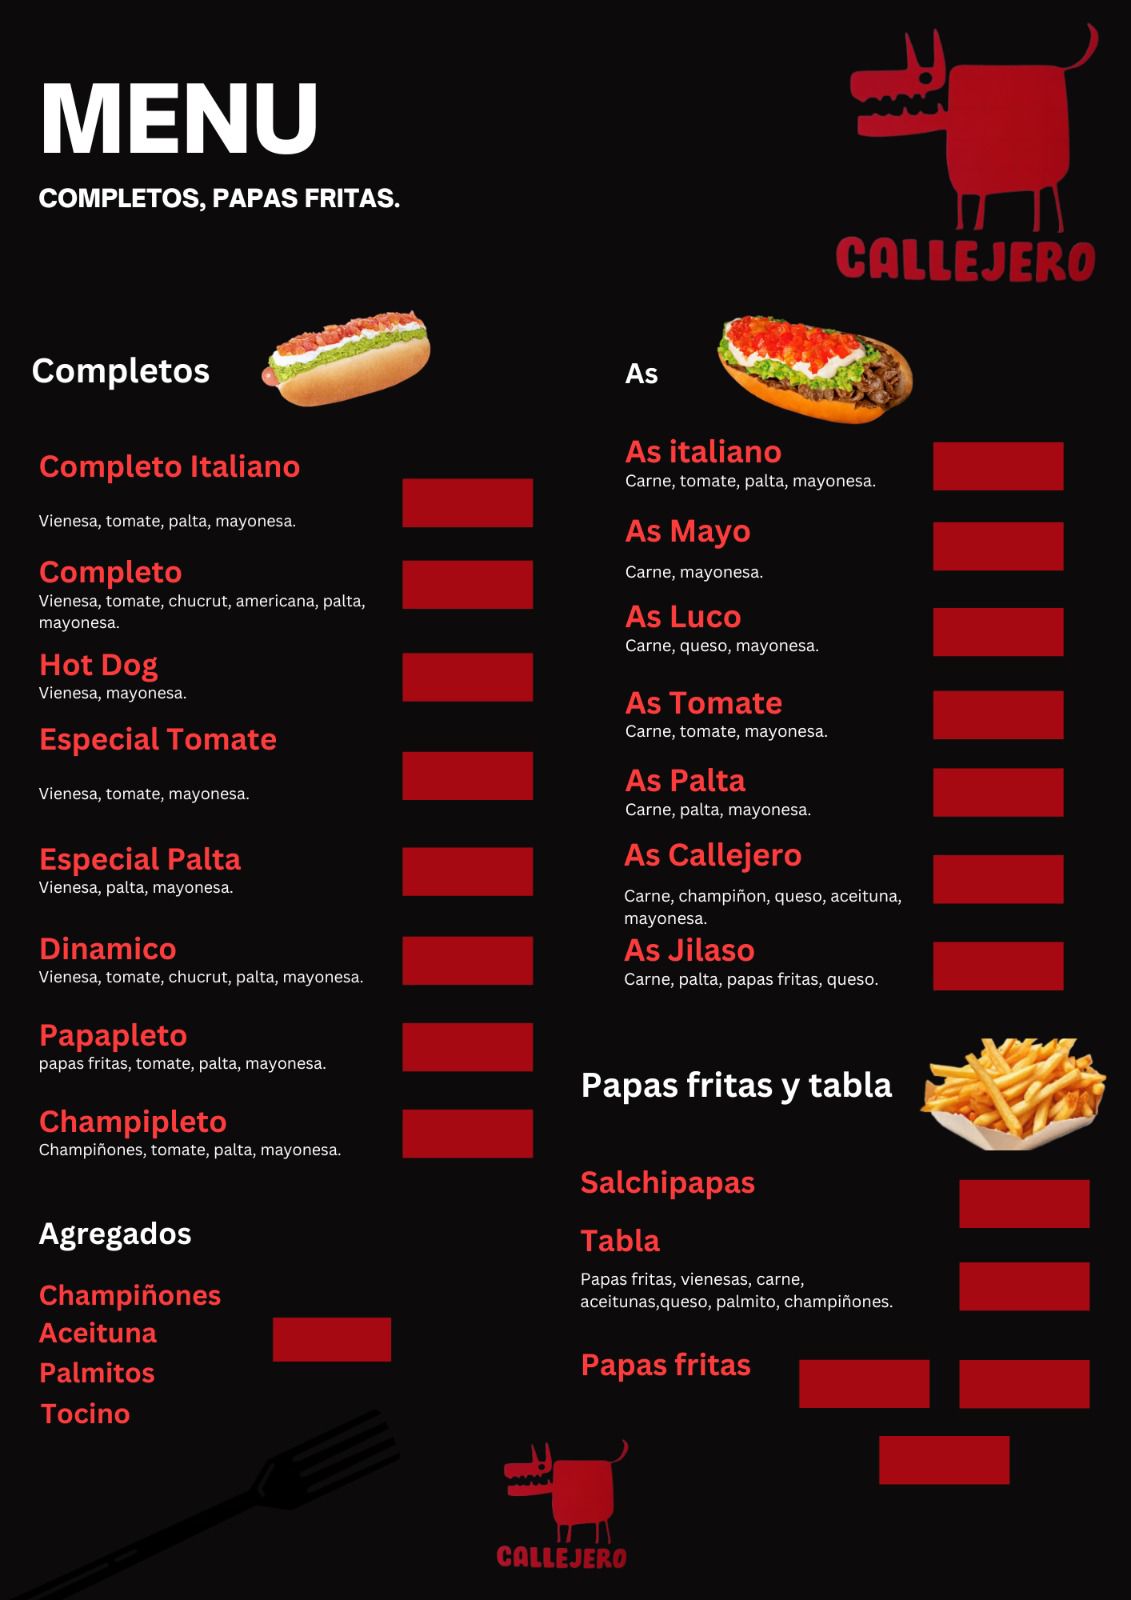 MENU
COMPLETOS, PAPAS FRITAS.
CALLEJERO
Completos
Completo Italiano
Vienesa, tomate, palta, mayonesa.
Completo
Vienesa, tomate, chucrut, americana, palta,
mayonesa.
Hot Dog
Vienesa, mayonesa.
Especial Tomate
Vienesa, tomate, mayonesa.
Especial Palta
Vienesa, palta, mayonesa.
Dinamico
Vienesa, tomate, chucrut, palta, mayonesa.
Papapleto
papas fritas, tomate, palta, mayonesa.
Champipleto
Champiñones, tomate, palta, mayonesa.
Agregados
Champiñones
Aceituna
Palmitos
Tocino
As
As italiano
Carne, tomate, palta, mayonesa.
As Mayo
Carne, mayonesa.
As Luco
Carne, queso, mayonesa.
As Tomate
Carne, tomate, mayonesa.
As Palta
Carne, palta, mayonesa.
As Callejero
Carne, champiñon, queso, aceituna,
mayonesa.
As Jilaso
Carne, palta, papas fritas, queso.
Papas fritas y tabla
Salchipapas
Tabla
Papas fritas, vienesas, carne,
aceitunas,queso, palmito, champiñones.
Papas fritas
CALLEJERO